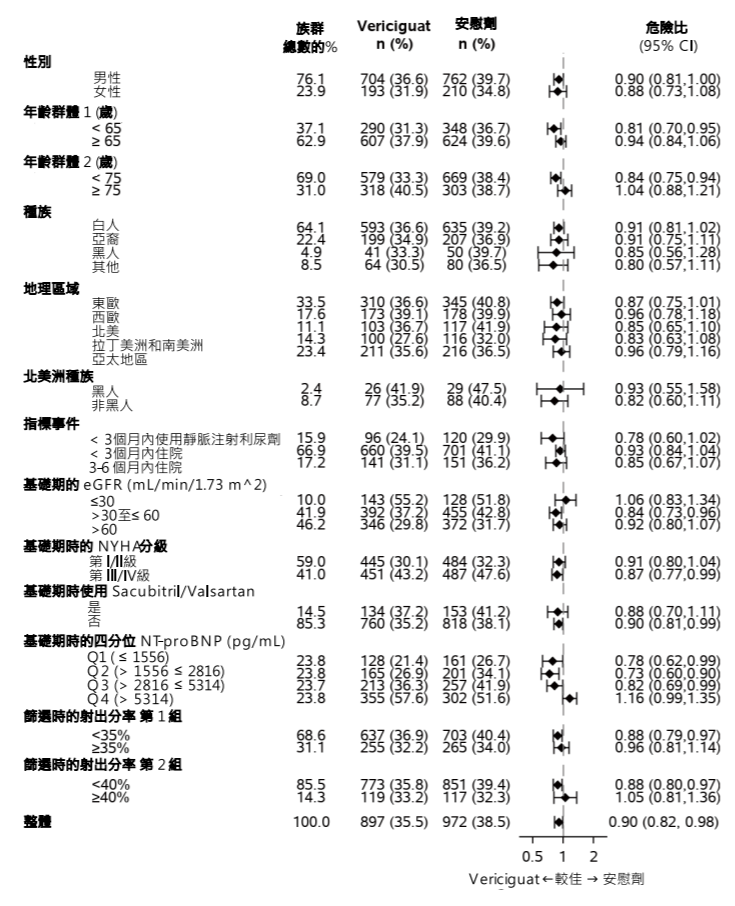 族群 Vericiguat 安慰劑 危險比
總數的% n (%) n (%) (95% CI)
性別
男性 76.1 704 (36.6) 762 (39.7) 0.90 (0.81,1.00)
女性 23.9 193 (31.9) 210 (34.8) 0.88 (0.73,1.08)
年齡群體 1 (歲)
< 65 37.1 290 (31.3) 348 (36.7) 0.81 (0.70,0.95)
≥ 65 62.9 607 (37.9) 624 (39.6) 0.94 (0.84,1.06)
年齡群體 2 (歲)
< 75 69.0 579 (33.3) 669 (38.4) 0.84 (0.75,0.94)
≥ 75 31.0 318 (40.5) 303 (38.7) 1.04 (0.88,1.21)
種族
白人 64.1 593 (36.6) 635 (39.2) 0.91 (0.81,1.02)
亞裔 22.4 199 (34.9) 207 (36.9) 0.91 (0.75,1.11)
黑人 4.9 41 (33.3) 50 (39.7) 0.85 (0.56,1.28)
其他 8.5 64 (30.5) 80 (36.5) 0.80 (0.57,1.11)
地理區域
東歐 33.5 310 (36.6) 345 (40.8) 0.87 (0.75,1.01)
西歐 17.6 173 (39.1) 178 (39.9) 0.96 (0.78,1.18)
北美 11.1 103 (36.7) 117 (41.9) 0.85 (0.65,1.10)
拉丁美洲和南美洲 14.3 100 (27.6) 116 (32.0) 0.83 (0.63,1.08)
亞太地區 23.4 211 (35.6) 216 (36.5) 0.96 (0.79,1.16)
北美洲種族
黑人 2.4 26 (41.9) 29 (47.5) 0.93 (0.55,1.58)
非黑人 8.7 77 (35.2) 88 (40.4) 0.82 (0.60,1.11)
指標事件
< 3個月內使用靜脈注射利尿劑 15.9 96 (24.1) 120 (29.9) 0.78 (0.60,1.02)
< 3個月內住院 66.9 660 (39.5) 701 (41.1) 0.93 (0.84,1.04)
3-6 個月內住院 17.2 141 (31.1) 151 (36.2) 0.85 (0.67,1.07)
基礎期的 eGFR (mL/min/1.73 m^2)
≤30 10.0 143 (55.2) 128 (51.8) 1.06 (0.83,1.34)
>30至≤ 60 41.9 392 (37.2) 455 (42.8) 0.84 (0.73,0.96)
>60 46.2 346 (29.8) 372 (31.7) 0.92 (0.80,1.07)
基礎期時的 NYHA分級
第 I/II級 59.0 445 (30.1) 484 (32.3) 0.91 (0.80,1.04)
第 III/IV級 41.0 451 (43.2) 487 (47.6) 0.87 (0.77,0.99)
基礎期時使用 Sacubitril/Valsartan
是 14.5 134 (37.2) 153 (41.2) 0.88 (0.70,1.11)
否 85.3 760 (35.2) 818 (38.1) 0.90 (0.81,0.99)
基礎期時的四分位 NT-proBNP (pg/mL)
Q1 ( ≤ 1556) 23.8 128 (21.4) 161 (26.7) 0.78 (0.62,0.99)
Q2 (> 1556 ≤ 2816) 23.8 165 (26.9) 201 (34.1) 0.73 (0.60,0.90)
Q3 (> 2816 ≤ 5314) 23.7 213 (36.3) 257 (41.9) 0.82 (0.69,0.99)
Q4 (> 5314) 23.8 355 (57.6) 302 (51.6) 1.16 (0.99,1.35)
篩選時的射出分率 第 1 組
<35% 68.6 637 (36.9) 703 (40.4) 0.88 (0.79,0.97)
≥35% 31.1 255 (32.2) 265 (34.0) 0.96 (0.81,1.14)
篩選時的射出分率 第 2 組
<40% 85.5 773 (35.8) 851 (39.4) 0.88 (0.80,0.97)
≥40% 14.3 119 (33.2) 117 (32.3) 1.05 (0.81,1.36)
整體 100.0 897 (35.5) 972 (38.5) 0.90 (0.82, 0.98)
0.5 1 2
Vericiguat ←較佳 → 安慰劑